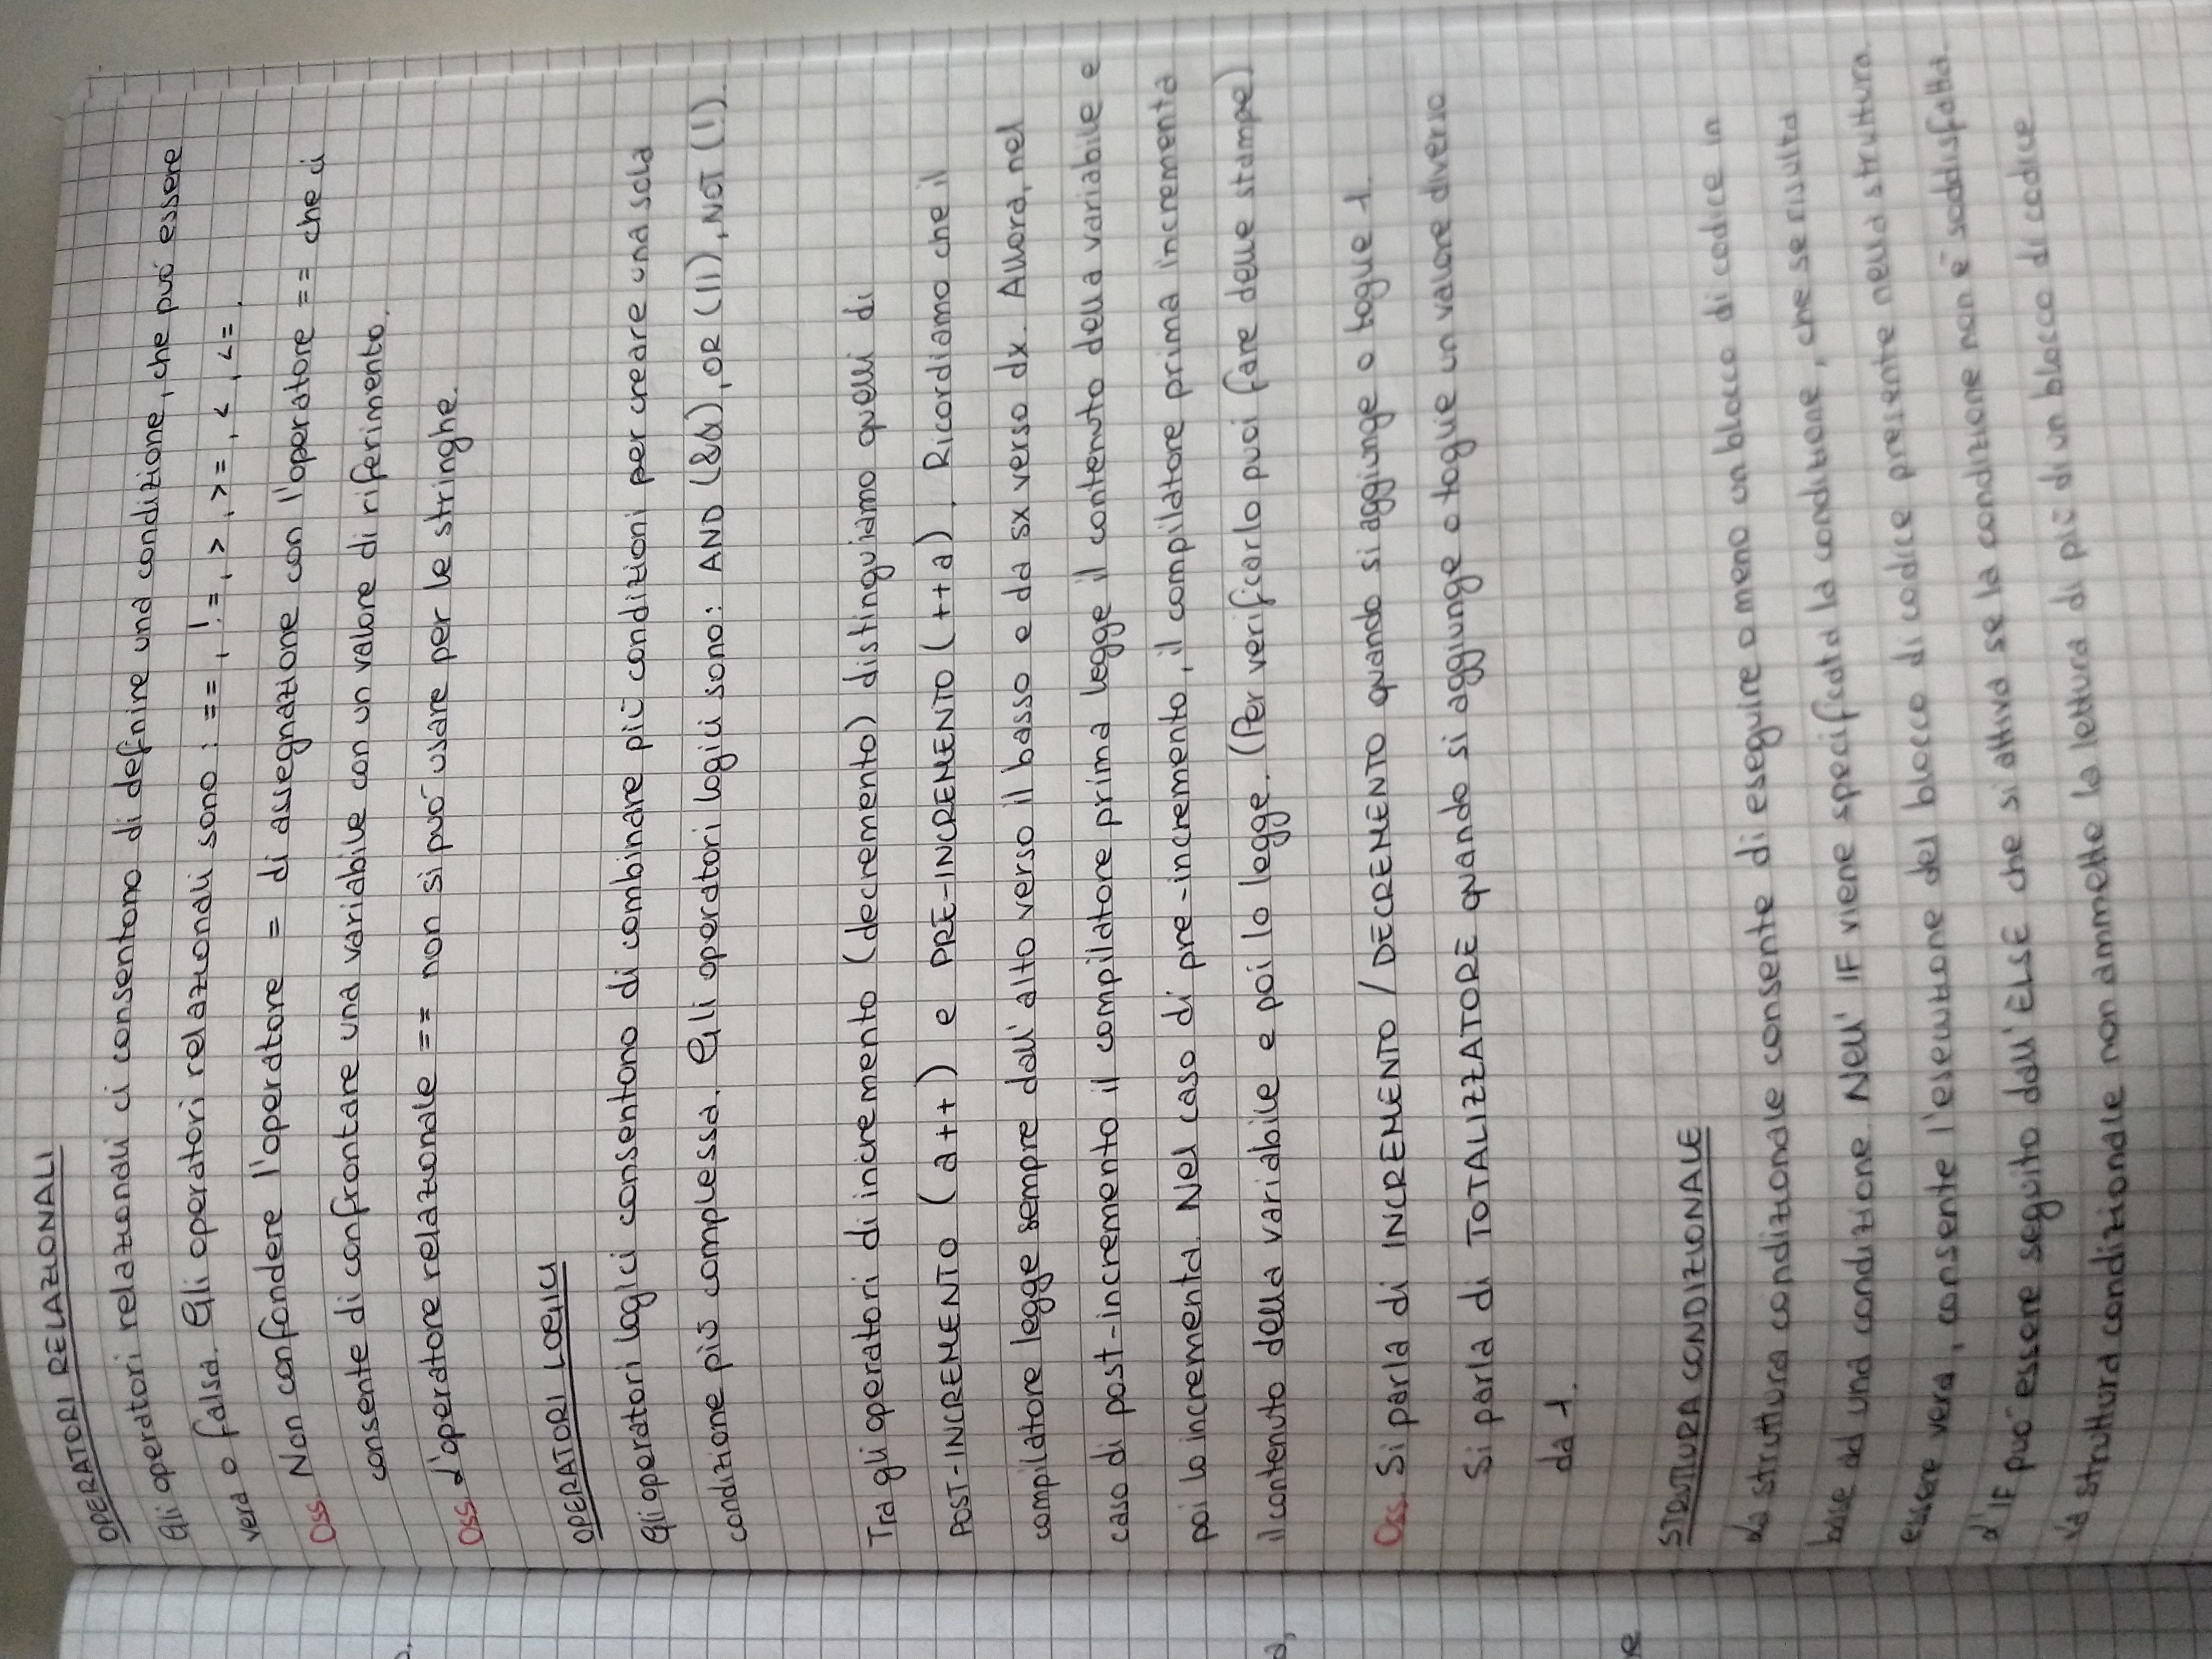 OPERATORI RELAZIONALI
Gli operatori relazionali ci consentono di definire una condizione, che può essere
vera o falsa. Gli operatori relazionali sono : ==, !=, >, >=, <, <=.
Oss. Non confondere l'operatore = di assegnazione con l'operatore == che ci
consente di confrontare una variabile con un valore di riferimento.
Oss. L'operatore relazionale == non si può usare per le stringhe.
OPERATORI LOGICI
Gli operatori logici consentono di combinare più condizioni per creare una sola
condizione più complessa. Gli operatori logici sono: AND (&&), OR (||), NOT (!).
Tra gli operatori di incremento (decremento) distinguiamo quelli di
POST-INCREMENTO (a++) e PRE-INCREMENTO (++a). Ricordiamo che il
compilatore legge sempre dall'alto verso il basso e da sx verso dx. Allora, nel
caso di post-incremento il compilatore prima legge il contenuto della variabile e
poi lo incrementa. Nel caso di pre-incremento, il compilatore prima incrementa
il contenuto della variabile e poi lo legge. (Per verificarlo puoi fare delle stampe)
Oss. Si parla di INCREMENTO / DECREMENTO quando si aggiunge o toglie 1.
Si parla di TOTALIZZATORE quando si aggiunge o toglie un valore diverso
da 1.
STRUTTURA CONDIZIONALE
La struttura condizionale consente di eseguire o meno un blocco di codice in
base ad una condizione. Nell' IF viene specificata la condizione, che se risulta
essere vera, consente l'esecuzione del blocco di codice presente nella struttura.
L'IF può essere seguito dall'ELSE che si attiva se la condizione non è soddisfatta.
La struttura condizionale non ammette la lettura di più di un blocco di codice.